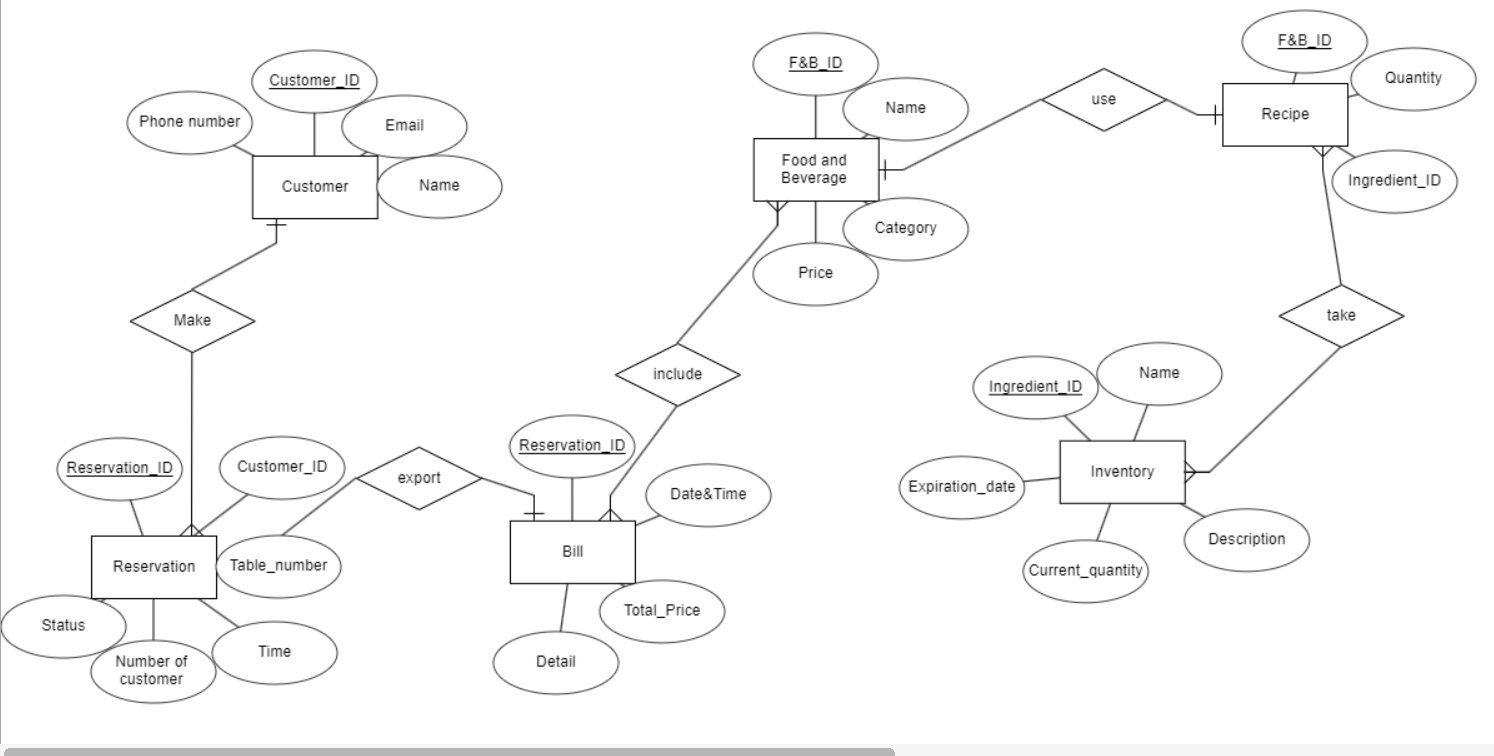 Customer_ID
Phone number
Email
Customer
Name
Make
Reservation_ID
Customer_ID
Reservation
Table_number
Status
Number of
customer
Time
export
Reservation_ID
Date&Time
Bill
Total_Price
Detail
include
F&B_ID
Name
Food and
Beverage
Category
Price
use
F&B_ID
Quantity
Recipe
Ingredient_ID
take
Ingredient_ID
Name
Inventory
Expiration_date
Description
Current_quantity